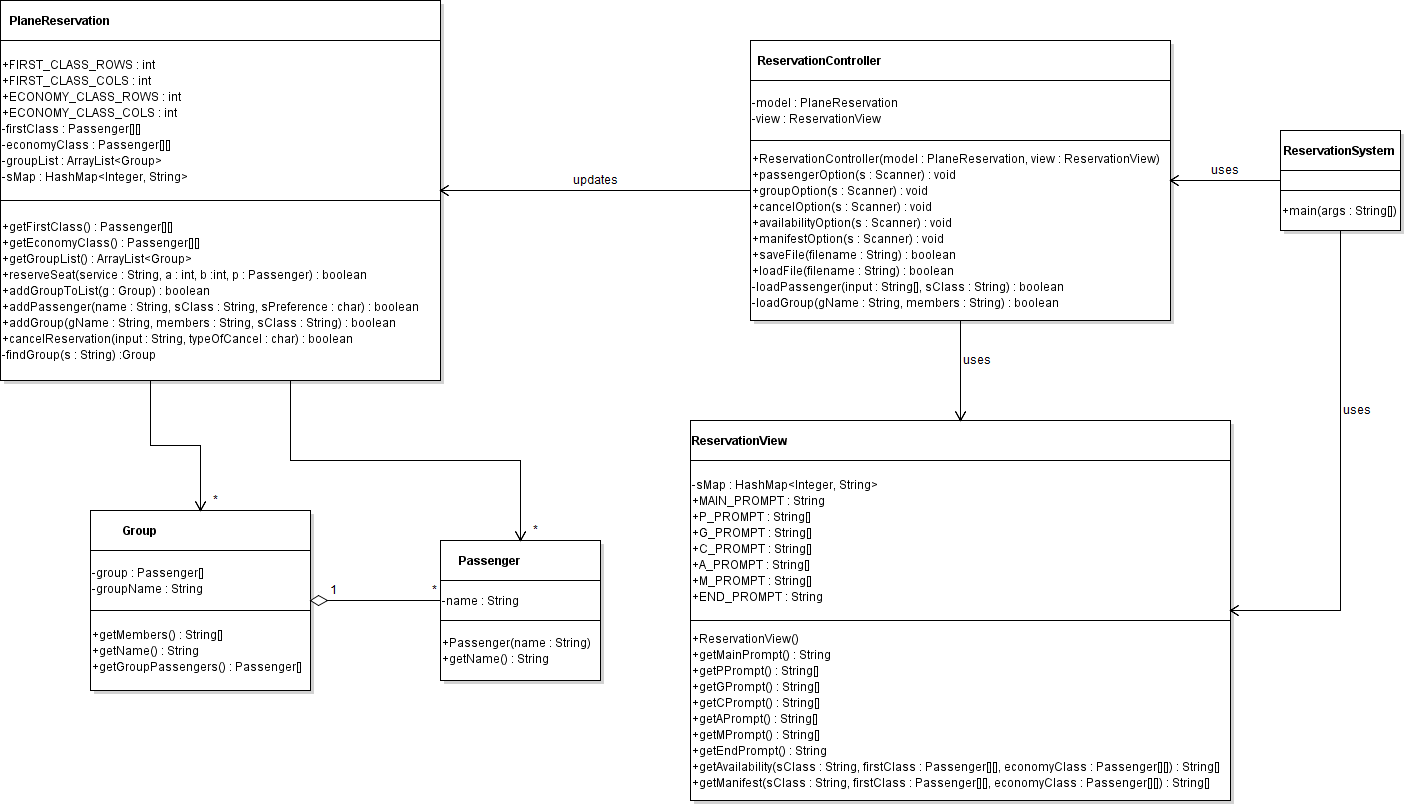 PlaneReservation
+FIRST_CLASS_ROWS : int
+FIRST_CLASS_COLS : int
+ECONOMY_CLASS_ROWS : int
+ECONOMY_CLASS_COLS : int
-firstClass : Passenger[][]
-economyClass : Passenger[][]
-groupList : ArrayList<Group>
-sMap : HashMap<Integer, String>
+getFirstClass() : Passenger[][]
+getEconomyClass() : Passenger[][]
+getGroupList() : ArrayList<Group>
+reserveSeat(service : String, a : int, b :int, p : Passenger) : boolean
+addGroupToList(g : Group) : boolean
+addPassenger(name : String, sClass : String, sPreference : char) : boolean
+addGroup(gName : String, members : String, sClass : String) : boolean
+cancelReservation(input : String, typeOfCancel : char) : boolean
-findGroup(s : String) :Group
updates
ReservationController
-model : PlaneReservation
-view : ReservationView
+ReservationController(model : PlaneReservation, view : ReservationView)
+passengerOption(s : Scanner) : void
+groupOption(s : Scanner) : void
+cancelOption(s : Scanner) : void
+availabilityOption(s : Scanner) : void
+manifestOption(s : Scanner) : void
+saveFile(filename : String) : boolean
+loadFile(filename : String) : boolean
-loadPassenger(input : String[], sClass : String) : boolean
-loadGroup(gName : String, members : String) : boolean
uses
ReservationSystem
+main(args : String[])
uses
uses
*
Group
-group : Passenger[]
-groupName : String
+getMembers() : String[]
+getName() : String
+getGroupPassengers() : Passenger[]
1
*
*
Passenger
-name : String
+Passenger(name : String)
+getName() : String
ReservationView
-sMap : HashMap<Integer, String>
+MAIN_PROMPT : String
+P_PROMPT : String[]
+G_PROMPT : String[]
+C_PROMPT : String[]
+A_PROMPT : String[]
+M_PROMPT : String[]
+END_PROMPT : String
+ReservationView()
+getMainPrompt() : String
+getPPrompt() : String[]
+getGPrompt() : String[]
+getCPrompt() : String[]
+getAPrompt() : String[]
+getMPrompt() : String[]
+getEndPrompt() : String
+getAvailability(sClass : String, firstClass : Passenger[][], economyClass : Passenger[][]) : String[]
+getManifest(sClass : String, firstClass : Passenger[][], economyClass : Passenger[][]) : String[]